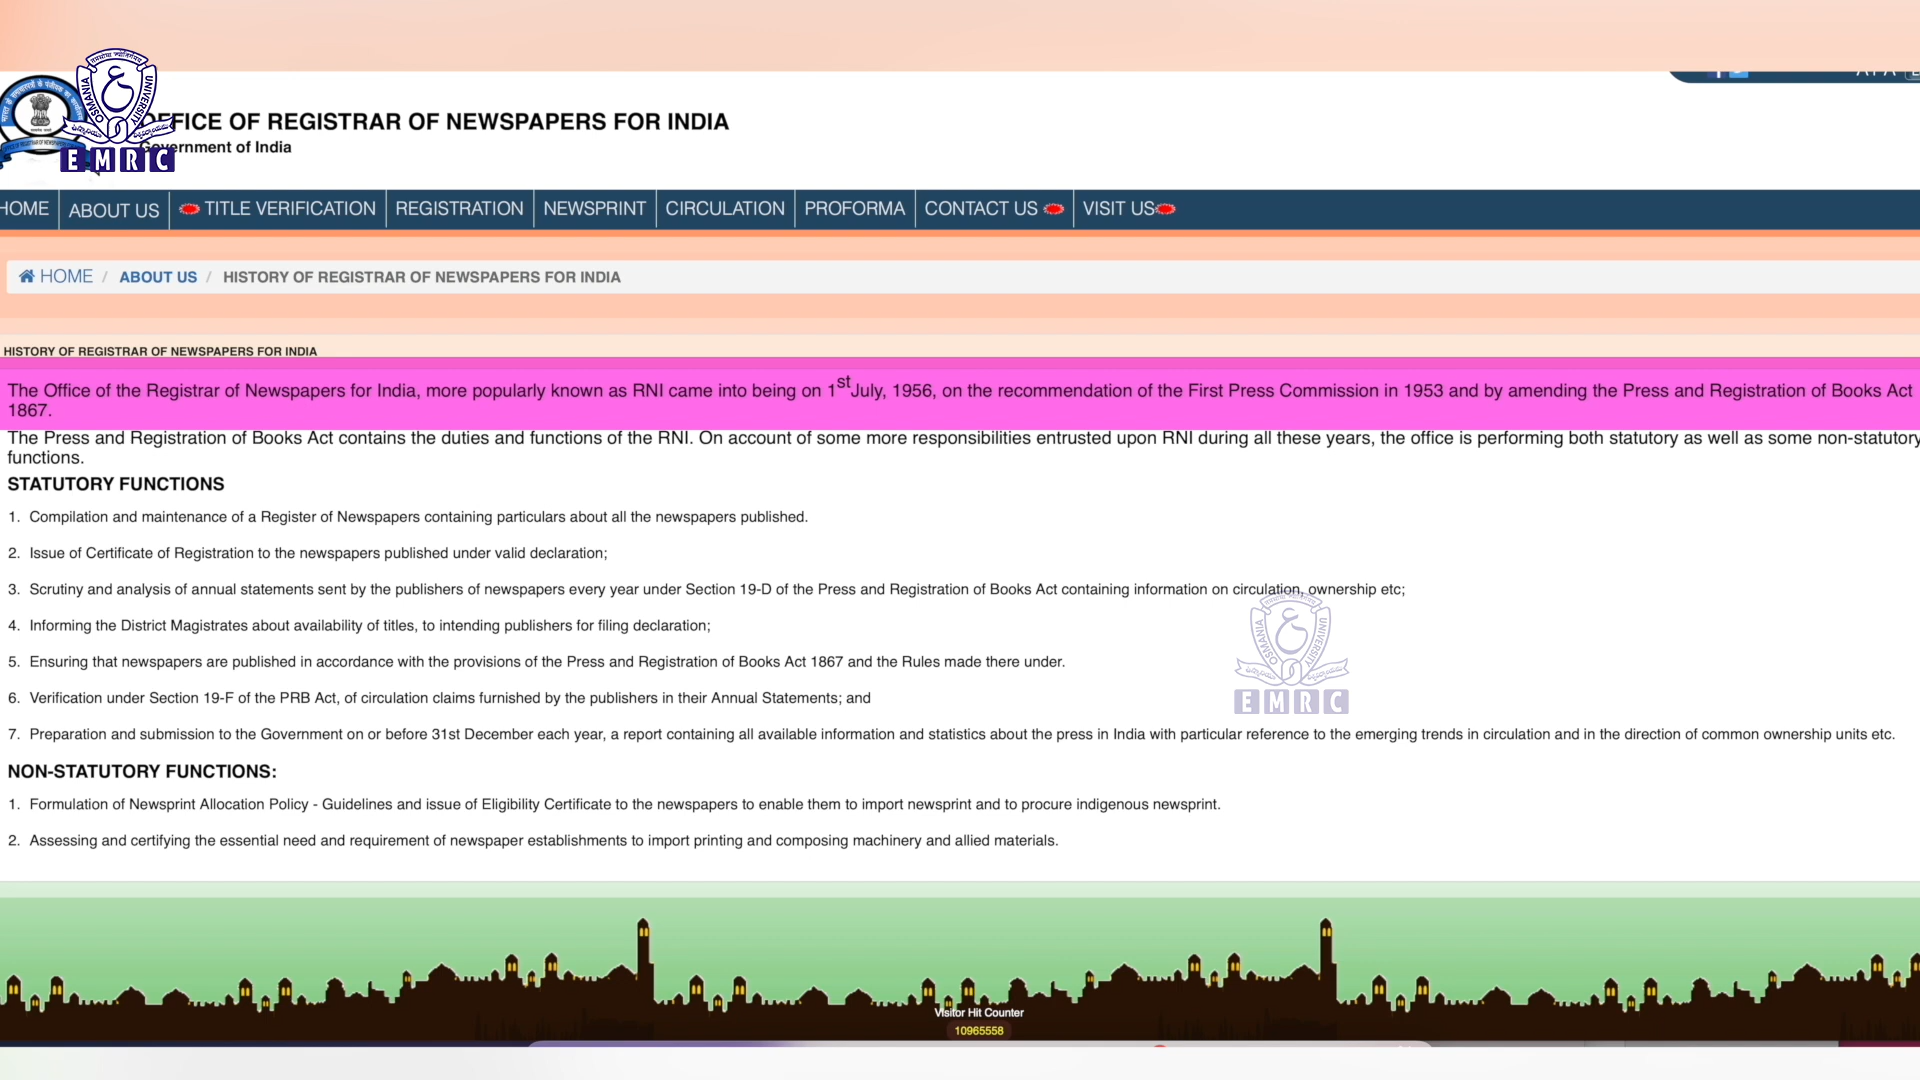 OSMANIA UNIVERSITY
EMRC
OFFICE OF REGISTRAR OF NEWSPAPERS FOR INDIA
Government of India
HOME ABOUT US TITLE VERIFICATION REGISTRATION NEWSPRINT CIRCULATION PROFORMA CONTACT US VISIT US
HOME / ABOUT US / HISTORY OF REGISTRAR OF NEWSPAPERS FOR INDIA
HISTORY OF REGISTRAR OF NEWSPAPERS FOR INDIA
The Office of the Registrar of Newspapers for India, more popularly known as RNI came into being on 1st July, 1956, on the recommendation of the First Press Commission in 1953 and by amending the Press and Registration of Books Act
1867.
The Press and Registration of Books Act contains the duties and functions of the RNI. On account of some more responsibilities entrusted upon RNI during all these years, the office is performing both statutory as well as some non-statutory
functions.
STATUTORY FUNCTIONS
1. Compilation and maintenance of a Register of Newspapers containing particulars about all the newspapers published.
2. Issue of Certificate of Registration to the newspapers published under valid declaration;
3. Scrutiny and analysis of annual statements sent by the publishers of newspapers every year under Section 19-D of the Press and Registration of Books Act containing information on circulation, ownership etc;
4. Informing the District Magistrates about availability of titles, to intending publishers for filing declaration;
5. Ensuring that newspapers are published in accordance with the provisions of the Press and Registration of Books Act 1867 and the Rules made there under.
6. Verification under Section 19-F of the PRB Act, of circulation claims furnished by the publishers in their Annual Statements; and
7. Preparation and submission to the Government on or before 31st December each year, a report containing all available information and statistics about the press in India with particular reference to the emerging trends in circulation and in the direction of common ownership units etc.
OSMANIA UNIVERSITY
EMRC
NON-STATUTORY FUNCTIONS:
1. Formulation of Newsprint Allocation Policy - Guidelines and issue of Eligibility Certificate to the newspapers to enable them to import newsprint and to procure indigenous newsprint.
2. Assessing and certifying the essential need and requirement of newspaper establishments to import printing and composing machinery and allied materials.
Visitor Hit Counter
10965558